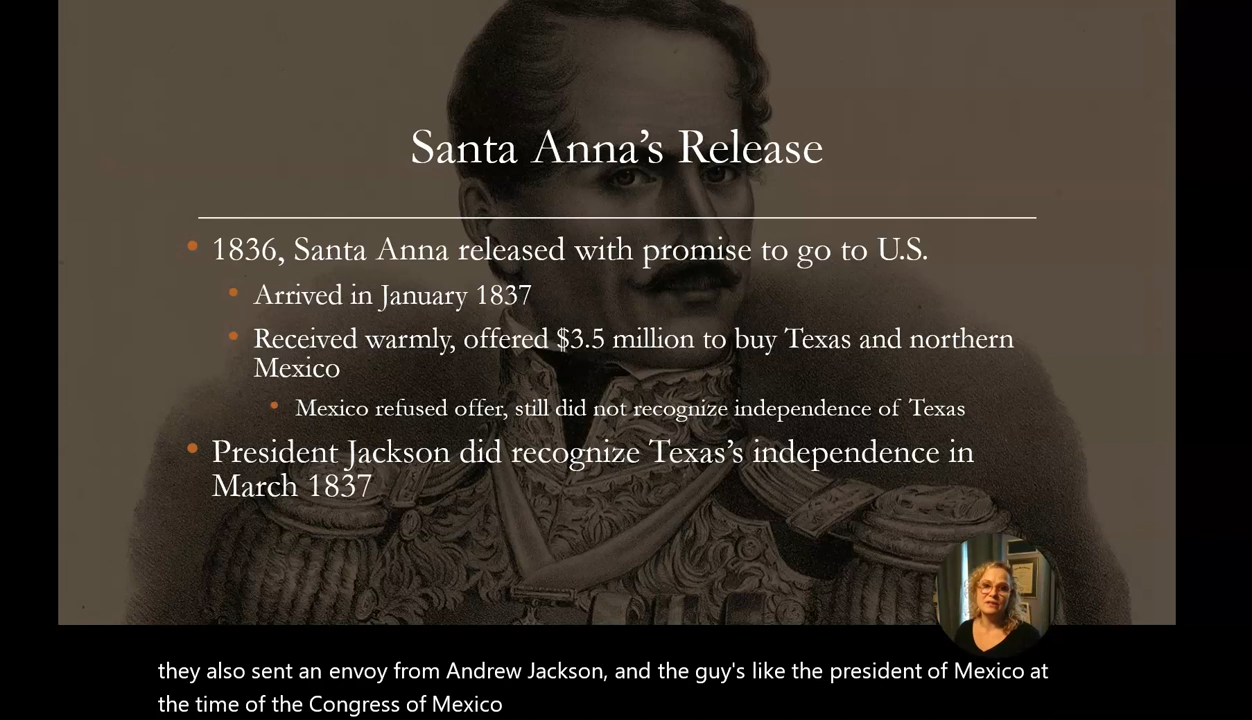 Santa Anna’s Release
• 1836, Santa Anna released with promise to go to U.S.
• Arrived in January 1837
• Received warmly, offered $3.5 million to buy Texas and northern
Mexico
• Mexico refused offer, still did not recognize independence of Texas
• President Jackson did recognize Texas’s independence in
March 1837
they also sent an envoy from Andrew Jackson, and the guy's like the president of Mexico at
the time of the Congress of Mexico